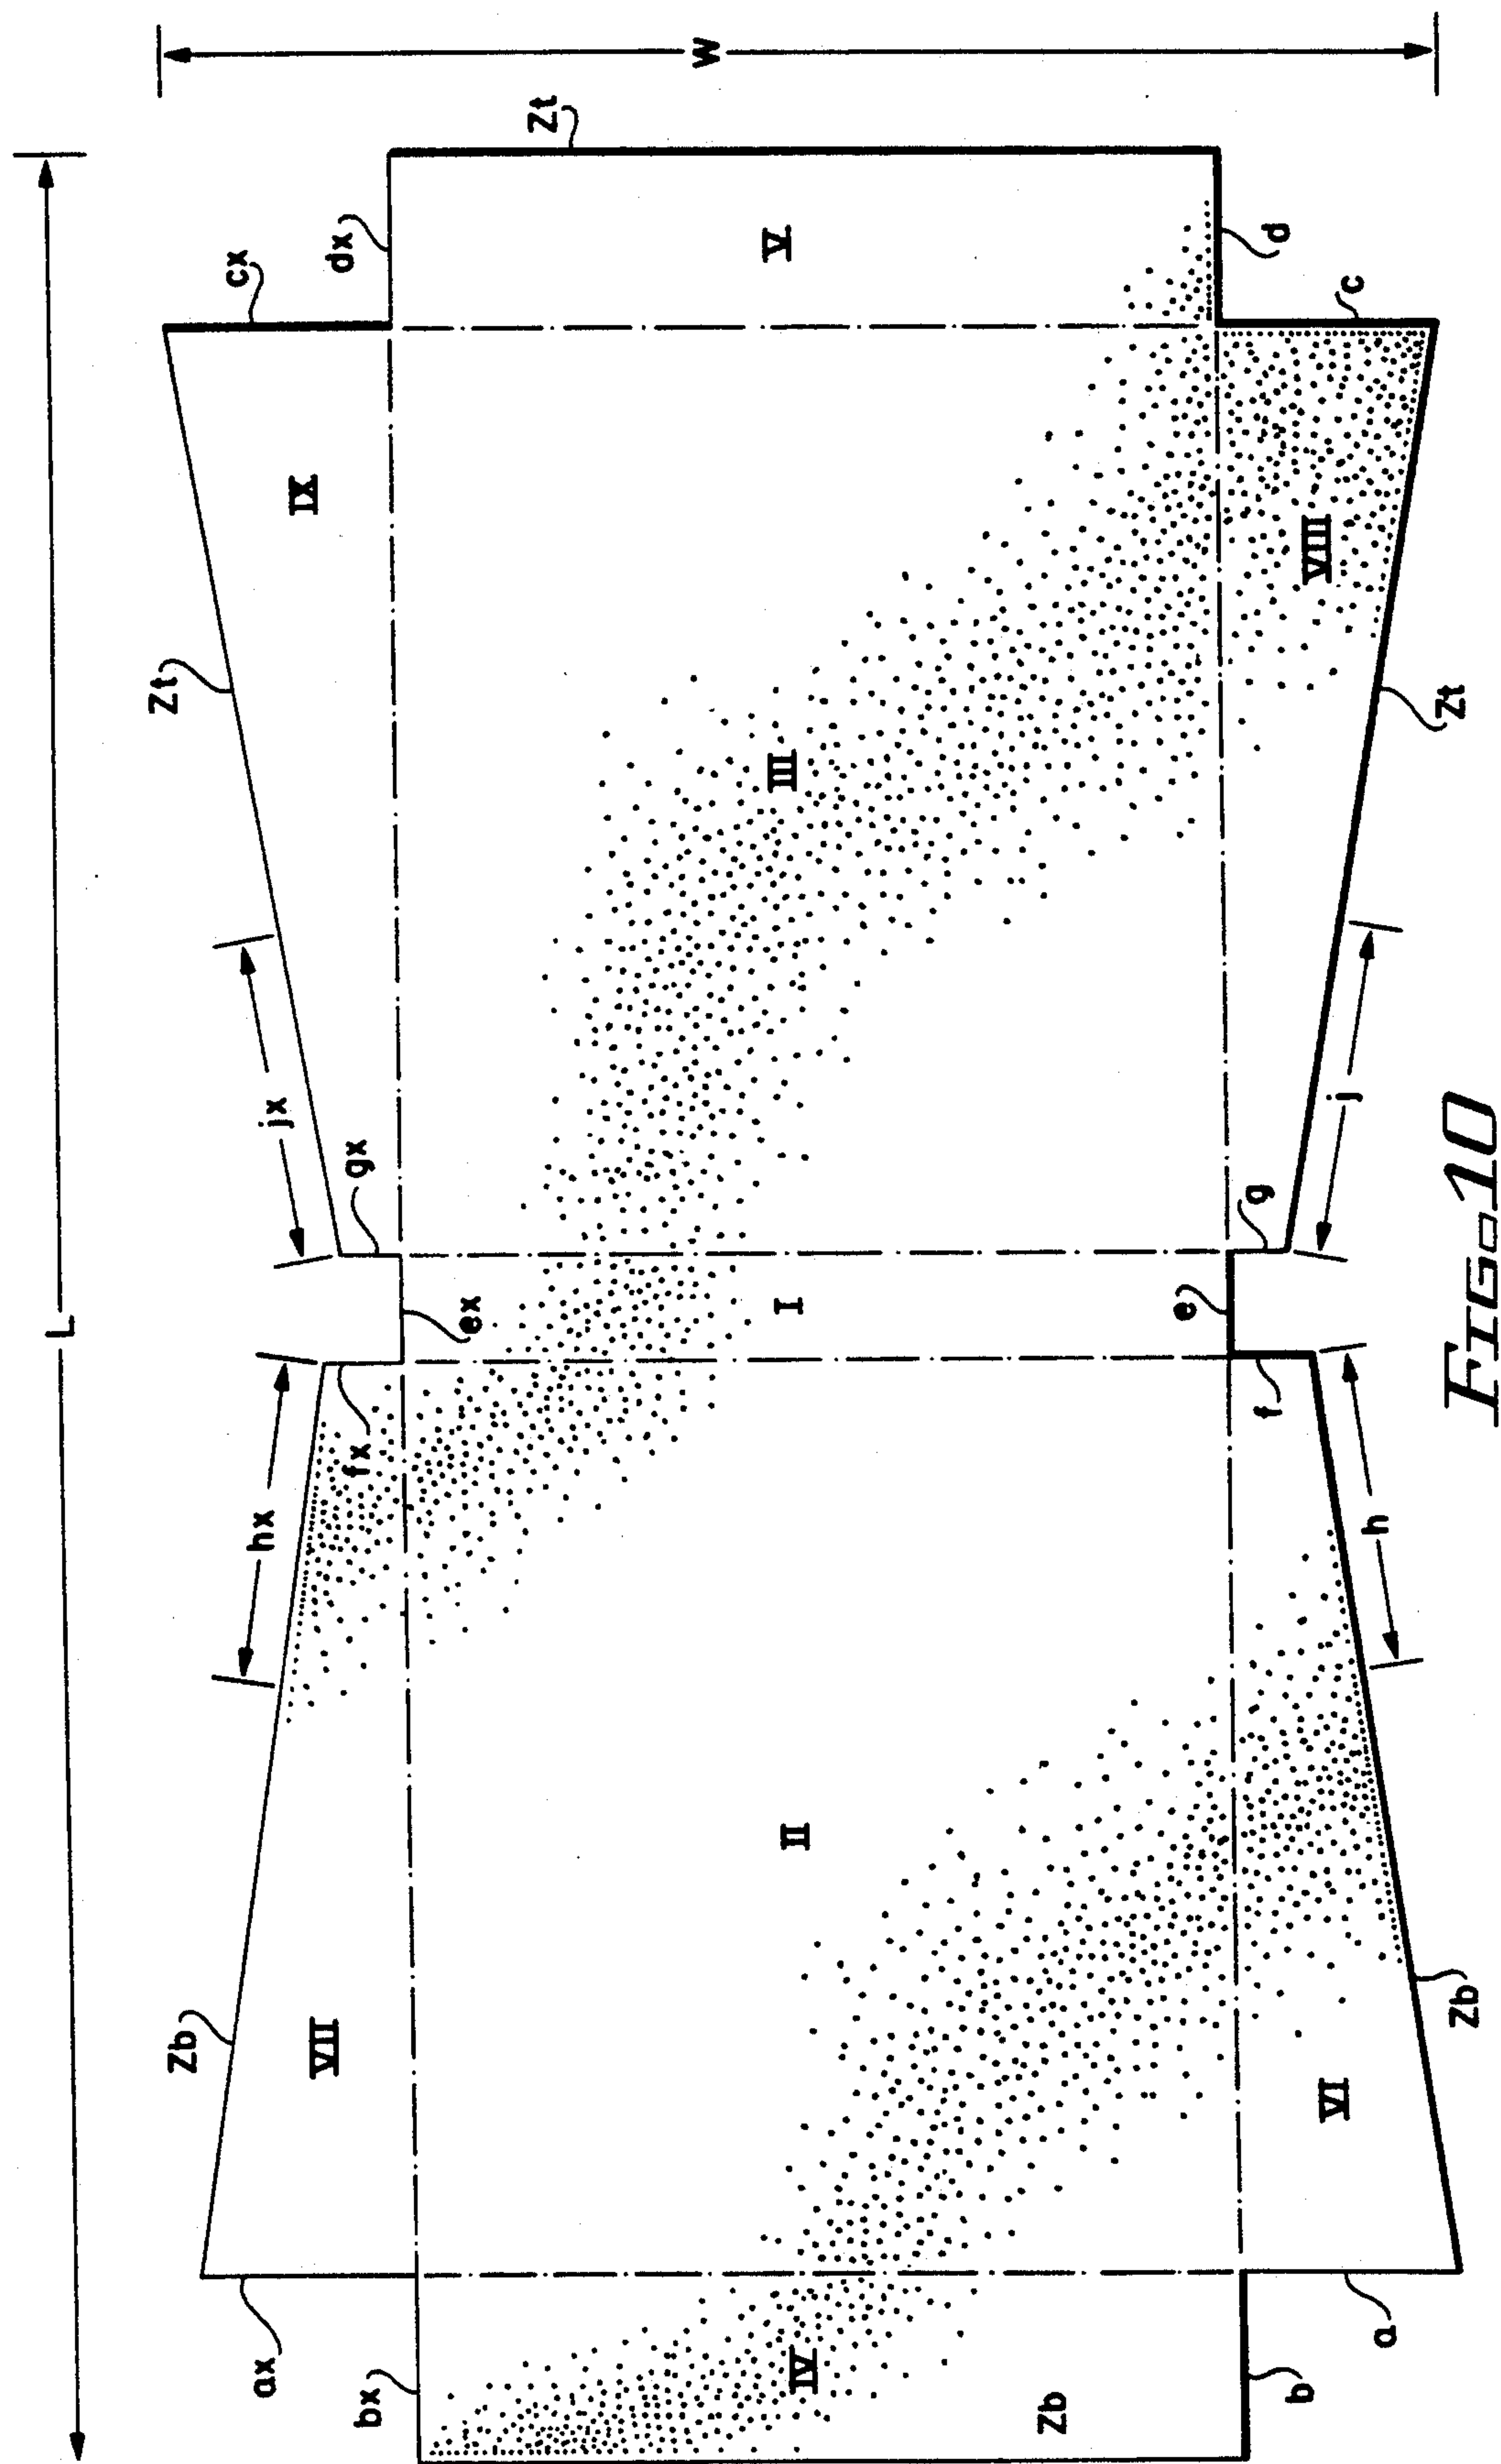 L
Zb
Zt
ax
hx
jx
cx
VII
IX
bx
fx
gx
dx
ex
Zt
W
IV
II
I
III
V
Zb
e
b
f
g
d
VI
VIII
a
h
j
c
Zb
Zt
FIG-10